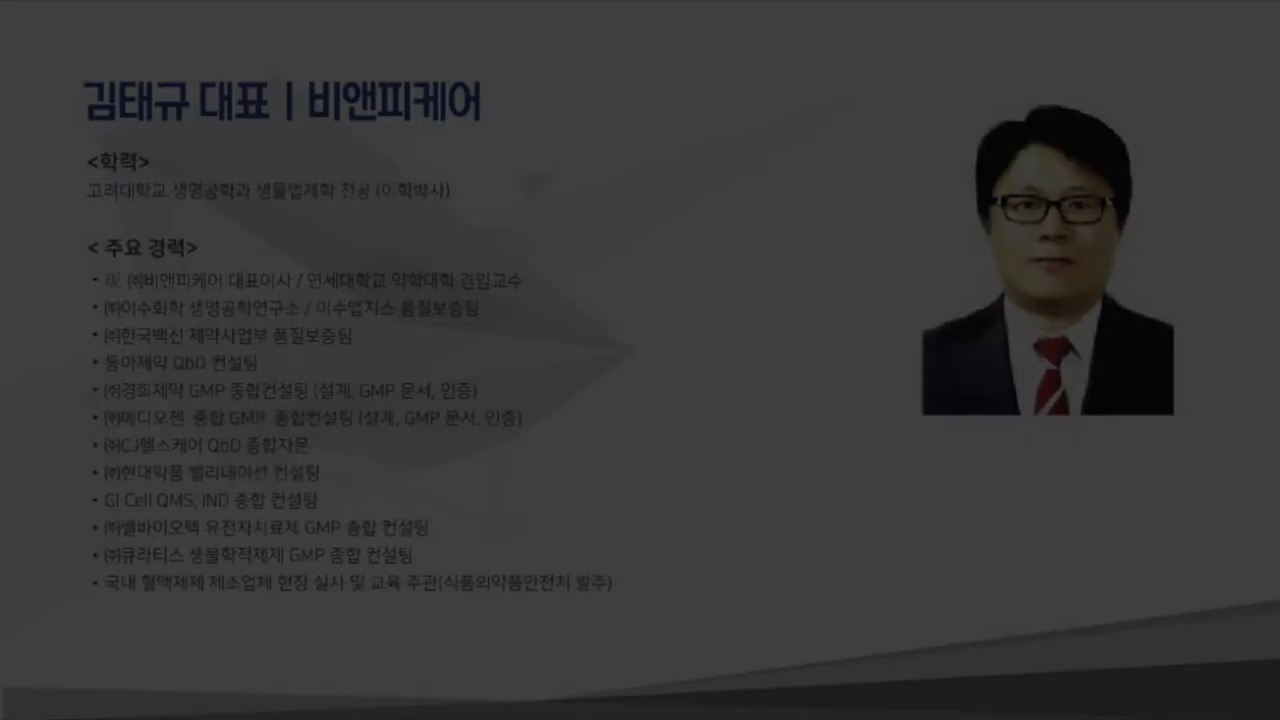 김태규 대표 | 비앤피케어
<학력>
고려대학교 생명공학과 생물법제학 전공 (이학박사)
< 주요 경력>
• 現 ㈜비앤피케어 대표이사 / 연세대학교 약학대학 겸임교수
• ㈜이수화학 생명공학연구소 / 이수앱지스 품질보증팀
• ㈜한국백신 제약사업부 품질보증팀
• 동아제약 QbD 컨설팅
• ㈜경희제약 GMP 종합컨설팅 (설계, GMP 문서, 인증)
• ㈜메디오젠 종합 GMP 종합컨설팅 (설계, GMP 문서, 인증)
• ㈜CJ헬스케어 QbD 종합자문
• ㈜현대약품 밸리데이션 컨설팅
• GI Cell QMS, IND 종합 컨설팅
• ㈜쎌바이오텍 유전자치료제 GMP 종합 컨설팅
• ㈜큐라티스 생물학적제제 GMP 종합 컨설팅
• 국내 혈액제제 제조업체 현장 실사 및 교육 주관(식품의약품안전처 발주)